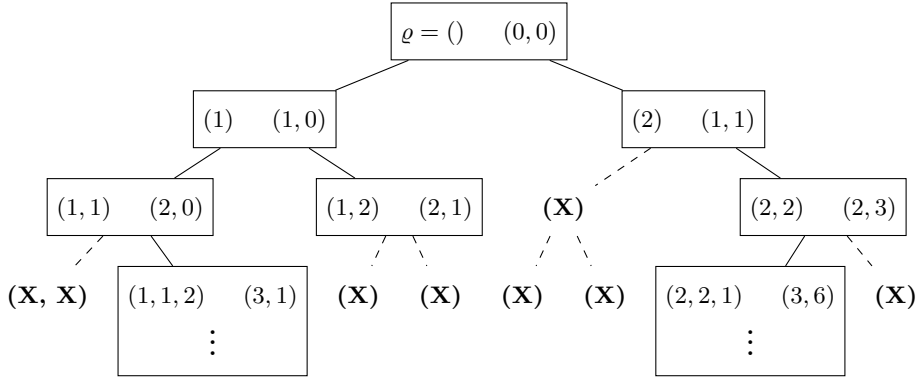 ϱ = () (0, 0)
(1) (1, 0) (2) (1, 1)
(1, 1) (2, 0) (1, 2) (2, 1) (X) (2, 2) (2, 3)
(X, X) (1, 1, 2) (3, 1) (X) (X) (X) (X) (2, 2, 1) (3, 6) (X)
⋮ ⋮